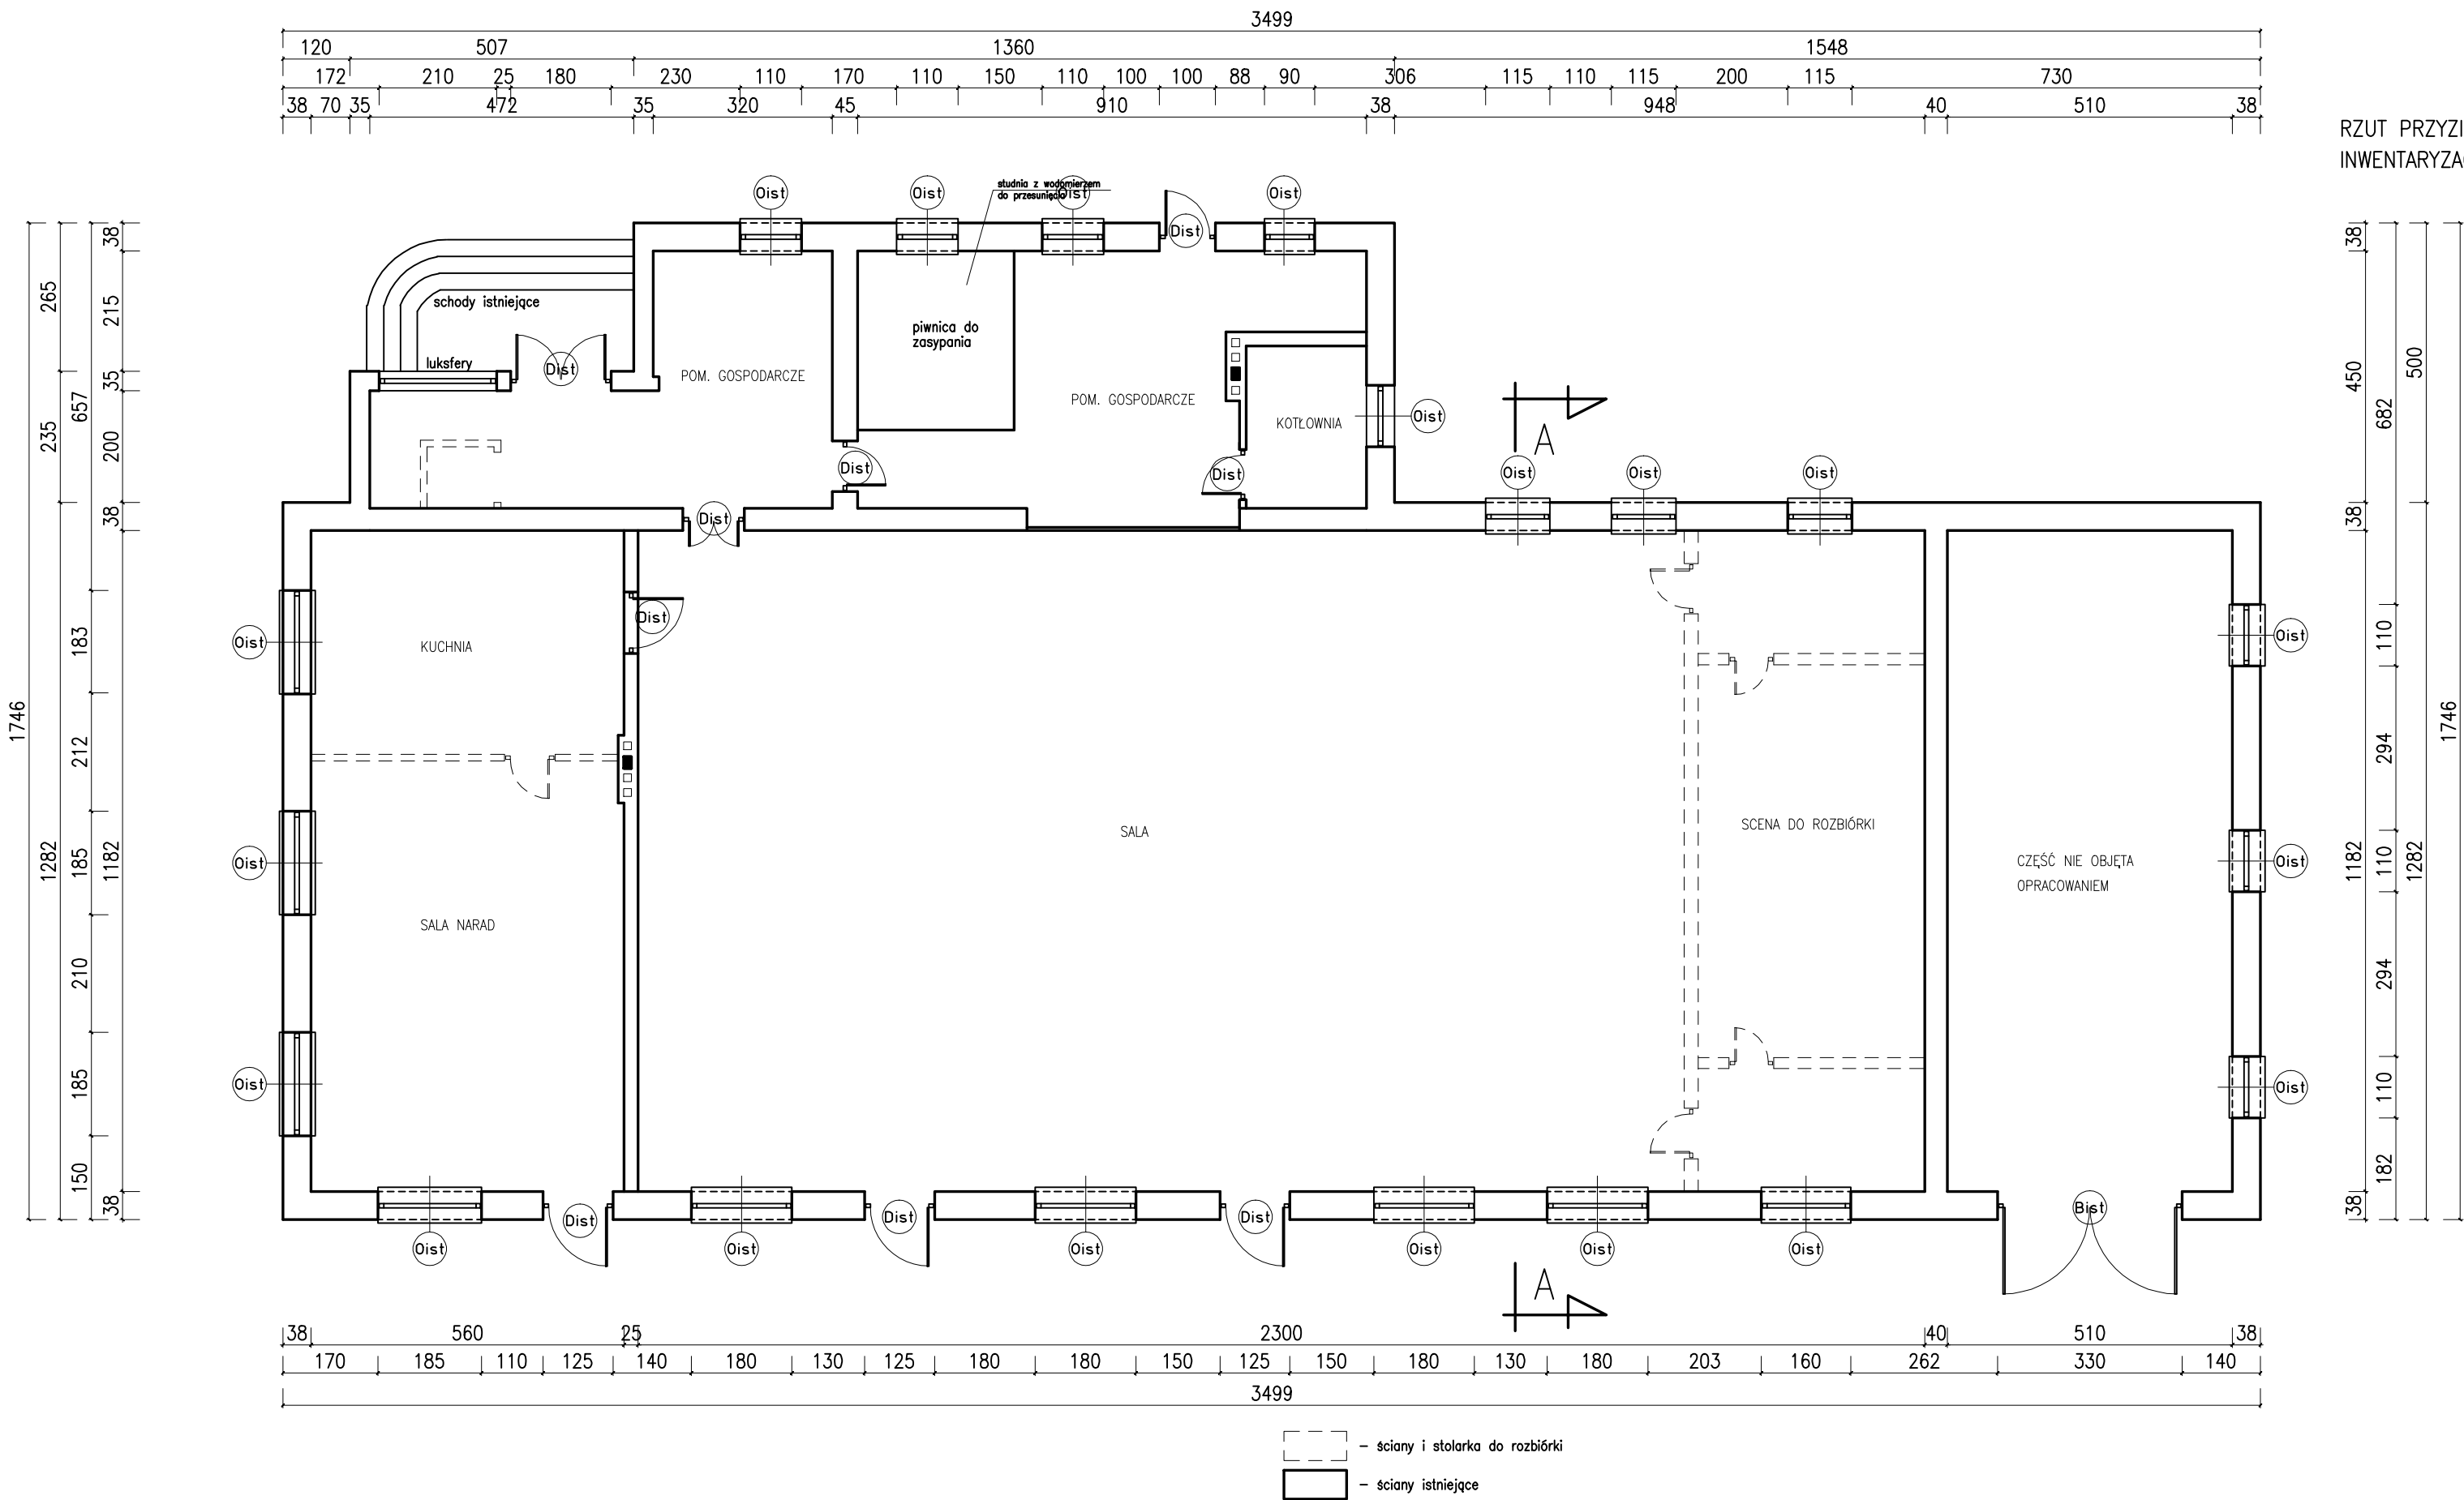 3499
120 507 1360 1548
172 210 25 180 230 110 170 110 150 110 100 100 88 90 306 115 110 115 200 115 730
38 70 35 472 35 320 45 910 38 948 40 510 38
RZUT PRZYZI
INWENTARYZA
studnia z wodomierzem
do przesunięcia
Oist Oist Oist Oist
Dist
38 265 215 35 657 235 200 38
1746 1282 183 212 185 1182 210 185 150 38
38 450 500 682 38
110 294 1182 110 1282 1746 294 110 182 38
schody istniejące
luksfery
Dist
piwnica do
zasypania
POM. GOSPODARCZE
POM. GOSPODARCZE
KOTŁOWNIA
Oist
A
Dist Dist
Oist Oist Oist
Dist
Dist
Oist
KUCHNIA
Oist
SALA
SCENA DO ROZBIÓRKI
CZĘŚĆ NIE OBJĘTA
OPRACOWANIEM
Oist
Oist
SALA NARAD
Oist
Oist
Dist Dist Dist Bist
Oist Oist Oist Oist Oist Oist
A
38 560 25 2300 40 510 38
170 185 110 125 140 180 130 125 180 180 150 125 150 180 130 180 203 160 262 330 140
3499
– ściany i stolarka do rozbiórki
– ściany istniejące